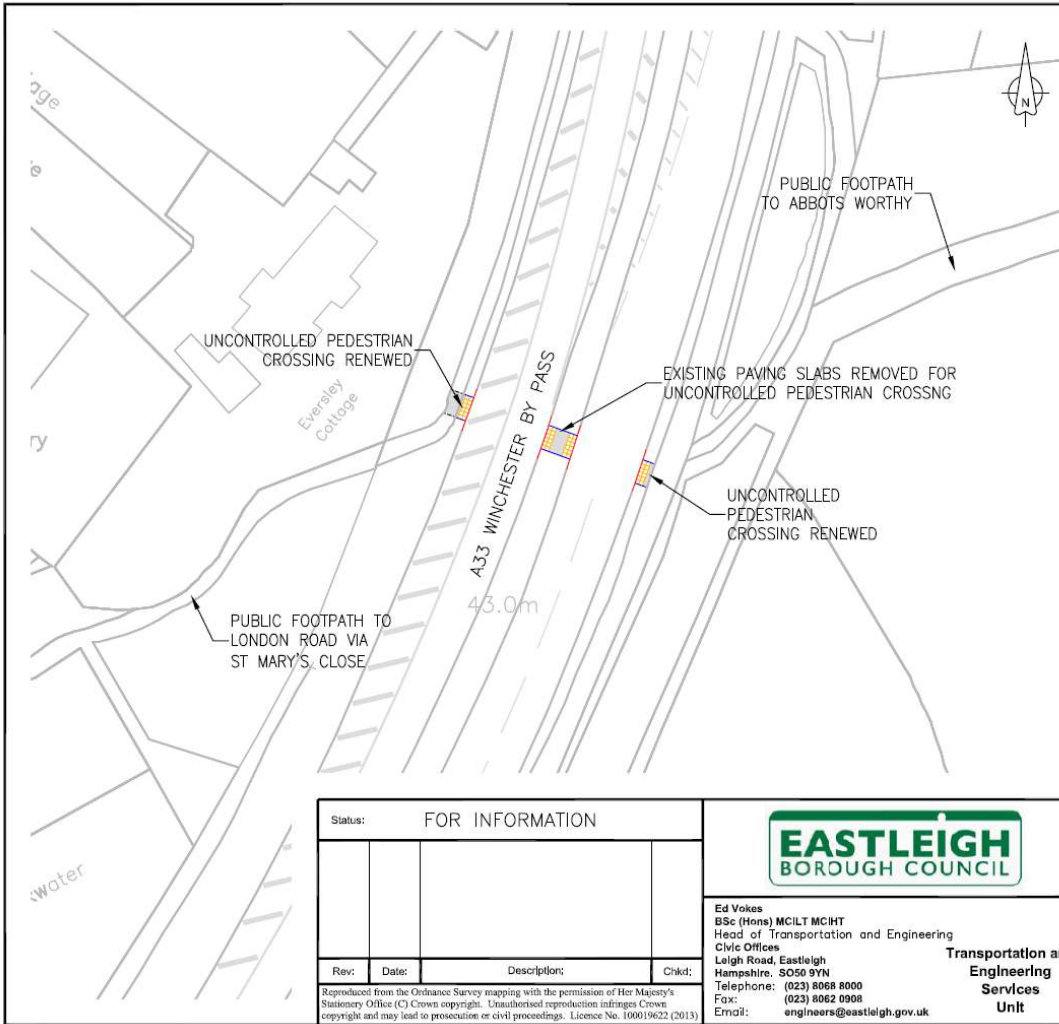 age
e
N
PUBLIC FOOTPATH
TO ABBOTS WORTHY
UNCONTROLLED PEDESTRIAN
CROSSING RENEWED
EXISTING PAVING SLABS REMOVED FOR
UNCONTROLLED PEDESTRIAN CROSSNG
Eversley
Cottage
ry
A33 WINCHESTER BY PASS
UNCONTROLLED
PEDESTRIAN
CROSSING RENEWED
43.0m
PUBLIC FOOTPATH TO
LONDON ROAD VIA
ST MARY'S CLOSE
kwater
Status: FOR INFORMATION
Rev: Date: Description: Chkd:
Reproduced from the Ordnance Survey mapping with the permission of Her Majesty's
Stationery Office (C) Crown copyright. Unauthorised reproduction infringes Crown
copyright and may lead to prosecution or civil proceedings. Licence No. 100019622 (2013)
EASTLEIGH
BOROUGH COUNCIL
Ed Vokes
BSc (Hons) MCILT MCIHT
Head of Transportation and Engineering
Civic Offices
Leigh Road, Eastleigh
Hampshire. SO50 9YN
Telephone: (023) 8068 8000
Fax: (023) 8062 0908
Email: engineers@eastleigh.gov.uk
Transportation a
Engineering
Services
Unit